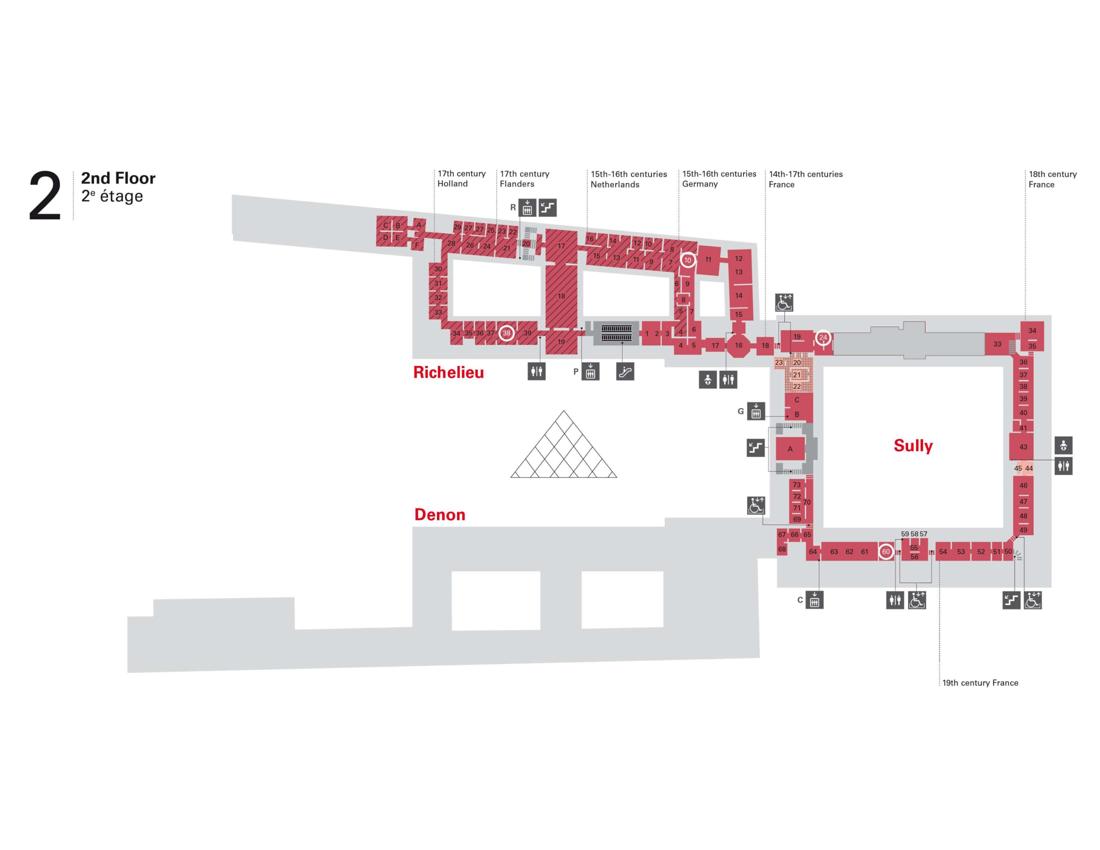 2
2nd Floor
2e étage
17th century
Holland
17th century
Flanders
15th-16th centuries
Netherlands
15th-16th centuries
Germany
14th-17th centuries
France
18th century
France
R
C B A
D E F
29 27 27 25 23 22
28 26 24 21 20
17
16 14 12 10 8
15 13 11 9 7
10
11
12
13
14
15
30
31
32
33
6 9
8
5 7
34 35 36 37 38 39
18
19
1 2 3 4
6
4 5
17 16 18
19
24
33
34
35
P
Richelieu
23 20
21
22
C
B
G
A
36
37
38
39
40
41
43
45 44
46
47
48
49
Sully
Denon
73
72
71
70
69
67 66 65
68
64 63 62 61 60
59 58 57
55
56
54 53 52 51 50
C
19th century France